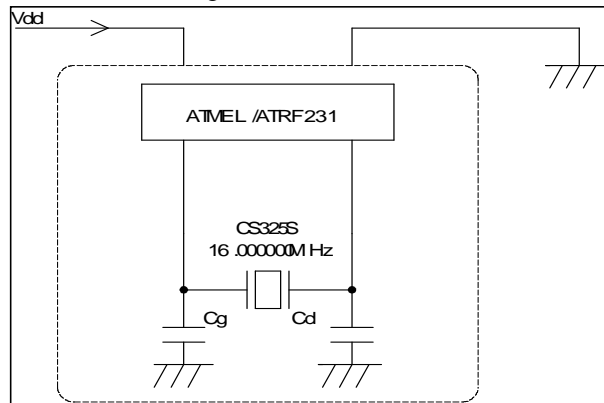 Vdd
ATMEL /ATRF231
CS325S
16 .000000M Hz
Cg
Cd